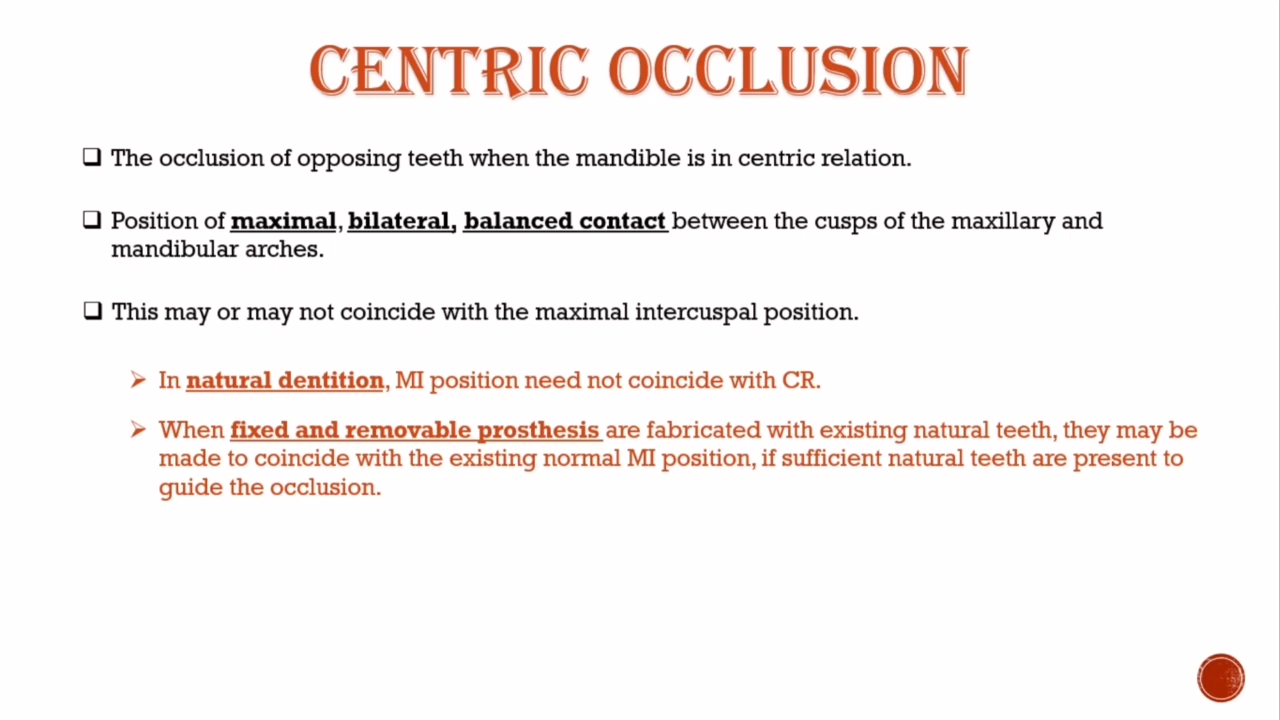 CENTRIC OCCLUSION
❑ The occlusion of opposing teeth when the mandible is in centric relation.
❑ Position of maximal, bilateral, balanced contact between the cusps of the maxillary and
mandibular arches.
❑ This may or may not coincide with the maximal intercuspal position.
➢ In natural dentition, MI position need not coincide with CR.
➢ When fixed and removable prosthesis are fabricated with existing natural teeth, they may be
made to coincide with the existing normal MI position, if sufficient natural teeth are present to
guide the occlusion.